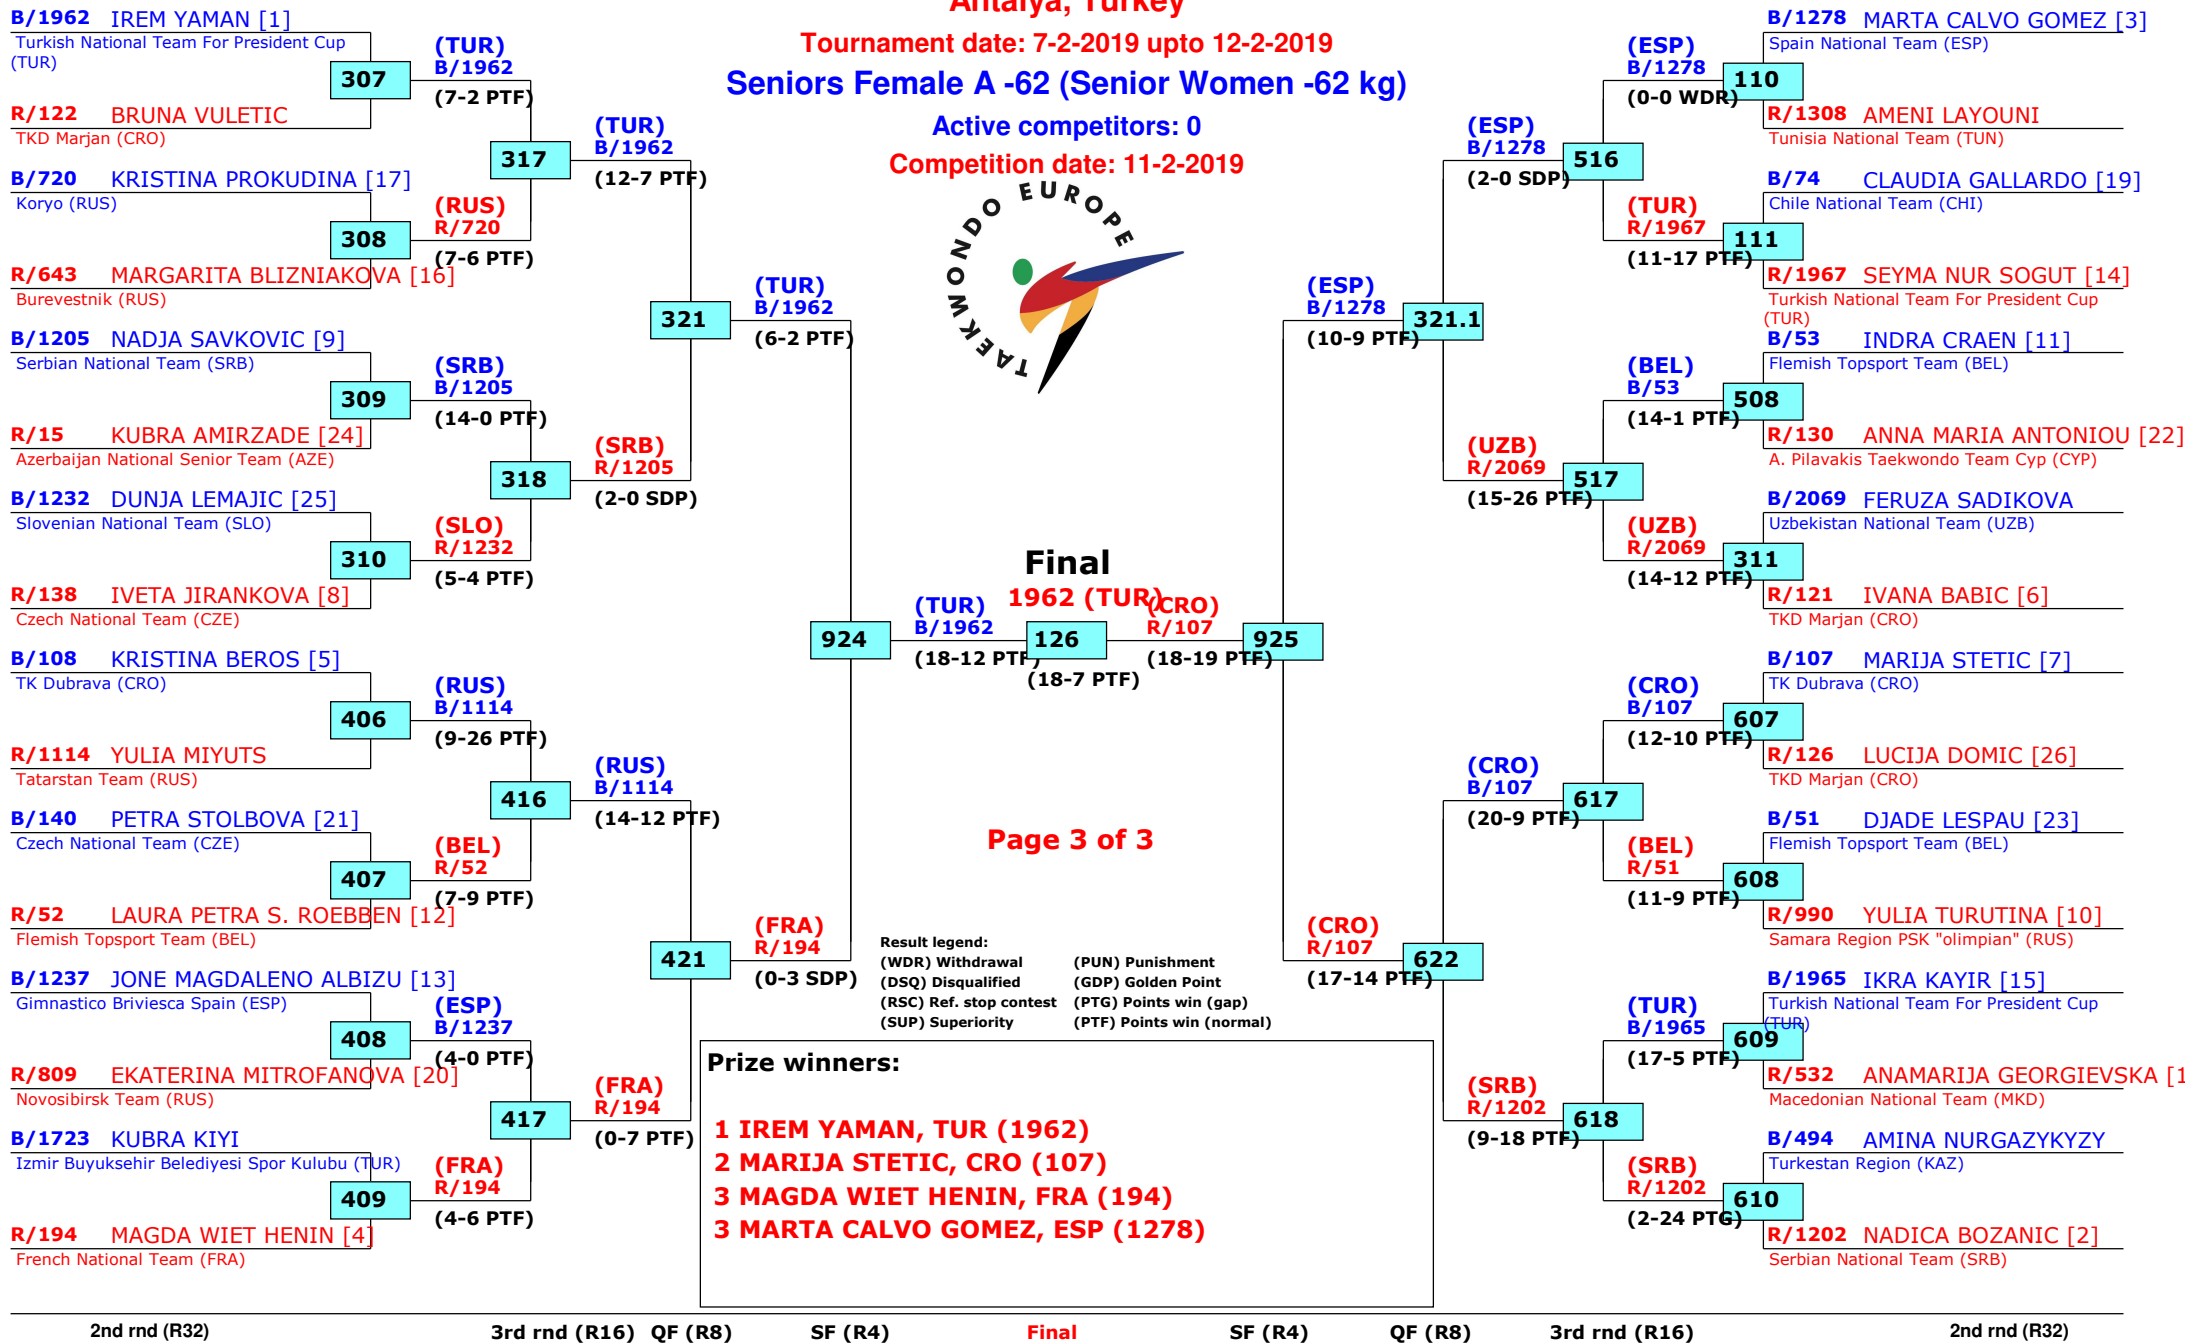 Antalya, Turkey
Tournament date: 7-2-2019 upto 12-2-2019
Seniors Female A -62 (Senior Women -62 kg)
Active competitors: 0
Competition date: 11-2-2019
TAEKWONDO EUROPE
B/1962 IREM YAMAN [1]
Turkish National Team For President Cup
(TUR)
307
R/122 BRUNA VULETIC
TKD Marjan (CRO)
B/720 KRISTINA PROKUDINA [17]
Koryo (RUS)
308
R/643 MARGARITA BLIZNIAKOVA [16]
Burevestnik (RUS)
B/1205 NADJA SAVKOVIC [9]
Serbian National Team (SRB)
309
R/15 KUBRA AMIRZADE [24]
Azerbaijan National Senior Team (AZE)
B/1232 DUNJA LEMAJIC [25]
Slovenian National Team (SLO)
310
R/138 IVETA JIRANKOVA [8]
Czech National Team (CZE)
B/108 KRISTINA BEROS [5]
TK Dubrava (CRO)
406
R/1114 YULIA MIYUTS
Tatarstan Team (RUS)
B/140 PETRA STOLBOVA [21]
Czech National Team (CZE)
407
R/52 LAURA PETRA S. ROEBBEN [12]
Flemish Topsport Team (BEL)
B/1237 JONE MAGDALENO ALBIZU [13]
Gimnastico Briviesca Spain (ESP)
408
R/809 EKATERINA MITROFANOVA [20]
Novosibirsk Team (RUS)
B/1723 KUBRA KIYI
Izmir Buyuksehir Belediyesi Spor Kulubu (TUR)
409
R/194 MAGDA WIET HENIN [4]
French National Team (FRA)
(TUR)
B/1962
(7-2 PTF)
317
(RUS)
R/720
(7-6 PTF)
(SRB)
B/1205
(14-0 PTF)
318
(SLO)
R/1232
(5-4 PTF)
(RUS)
B/1114
(9-26 PTF)
416
(BEL)
R/52
(7-9 PTF)
(ESP)
B/1237
(4-0 PTF)
417
(FRA)
R/194
(4-6 PTF)
(TUR)
B/1962
(12-7 PTF)
321
(SRB)
R/1205
(2-0 SDP)
(RUS)
B/1114
(14-12 PTF)
421
(FRA)
R/194
(0-7 PTF)
(TUR)
B/1962
(6-2 PTF)
924
(FRA)
R/194
(0-3 SDP)
(TUR)
B/1962
(18-12 PTF)
Final
1962 (TUR)
126
(18-7 PTF)
(CRO)
R/107
(18-19 PTF)
925
(ESP)
B/1278
(10-9 PTF)
321.1
(CRO)
R/107
(17-14 PTF)
622
(ESP)
B/1278
(2-0 SDP)
516
(UZB)
R/2069
(15-26 PTF)
517
(CRO)
B/107
(20-9 PTF)
617
(SRB)
R/1202
(9-18 PTF)
618
(ESP)
B/1278
(0-0 WDR)
110
(TUR)
R/1967
(11-17 PTF)
111
(BEL)
B/53
(14-1 PTF)
508
(UZB)
R/2069
(14-12 PTF)
311
(CRO)
B/107
(12-10 PTF)
607
(BEL)
R/51
(11-9 PTF)
608
(TUR)
B/1965
(17-5 PTF)
609
(SRB)
R/1202
(2-24 PTG)
610
B/1278 MARTA CALVO GOMEZ [3]
Spain National Team (ESP)
R/1308 AMENI LAYOUNI
Tunisia National Team (TUN)
B/74 CLAUDIA GALLARDO [19]
Chile National Team (CHI)
R/1967 SEYMA NUR SOGUT [14]
Turkish National Team For President Cup
(TUR)
B/53 INDRA CRAEN [11]
Flemish Topsport Team (BEL)
R/130 ANNA MARIA ANTONIOU [22]
A. Pilavakis Taekwondo Team Cyp (CYP)
B/2069 FERUZA SADIKOVA
Uzbekistan National Team (UZB)
R/121 IVANA BABIC [6]
TKD Marjan (CRO)
B/107 MARIJA STETIC [7]
TK Dubrava (CRO)
R/126 LUCIJA DOMIC [26]
TKD Marjan (CRO)
B/51 DJADE LESPAU [23]
Flemish Topsport Team (BEL)
R/990 YULIA TURUTINA [10]
Samara Region PSK "olimpian" (RUS)
B/1965 IKRA KAYIR [15]
Turkish National Team For President Cup
(TUR)
R/532 ANAMARIJA GEORGIEVSKA [1
Macedonian National Team (MKD)
B/494 AMINA NURGAZYKYZY
Turkestan Region (KAZ)
R/1202 NADICA BOZANIC [2]
Serbian National Team (SRB)
Page 3 of 3
Result legend:
(WDR) Withdrawal (PUN) Punishment
(DSQ) Disqualified (GDP) Golden Point
(RSC) Ref. stop contest (PTG) Points win (gap)
(SUP) Superiority (PTF) Points win (normal)
Prize winners:
1 IREM YAMAN, TUR (1962)
2 MARIJA STETIC, CRO (107)
3 MAGDA WIET HENIN, FRA (194)
3 MARTA CALVO GOMEZ, ESP (1278)
2nd rnd (R32) 3rd rnd (R16) QF (R8) SF (R4) Final SF (R4) QF (R8) 3rd rnd (R16) 2nd rnd (R32)